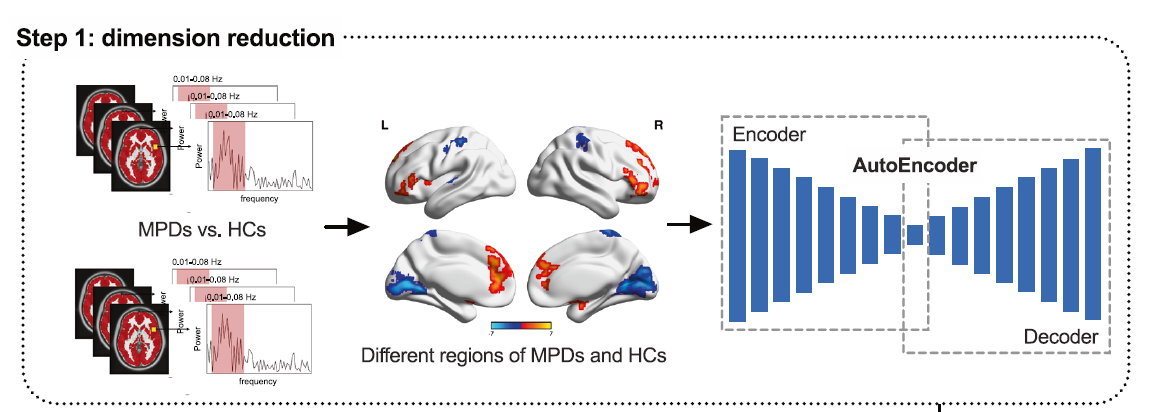 Step 1: dimension reduction
0.01-0.08 Hz
0.01-0.08 Hz
0.01-0.08 Hz
Power
Power
frequency
MPDs vs. HCs
0.01-0.08 Hz
0.01-0.08 Hz
0.01-0.08 Hz
Power
Power
frequency
L
R
-7
7
Different regions of MPDs and HCs
Encoder
AutoEncoder
Decoder